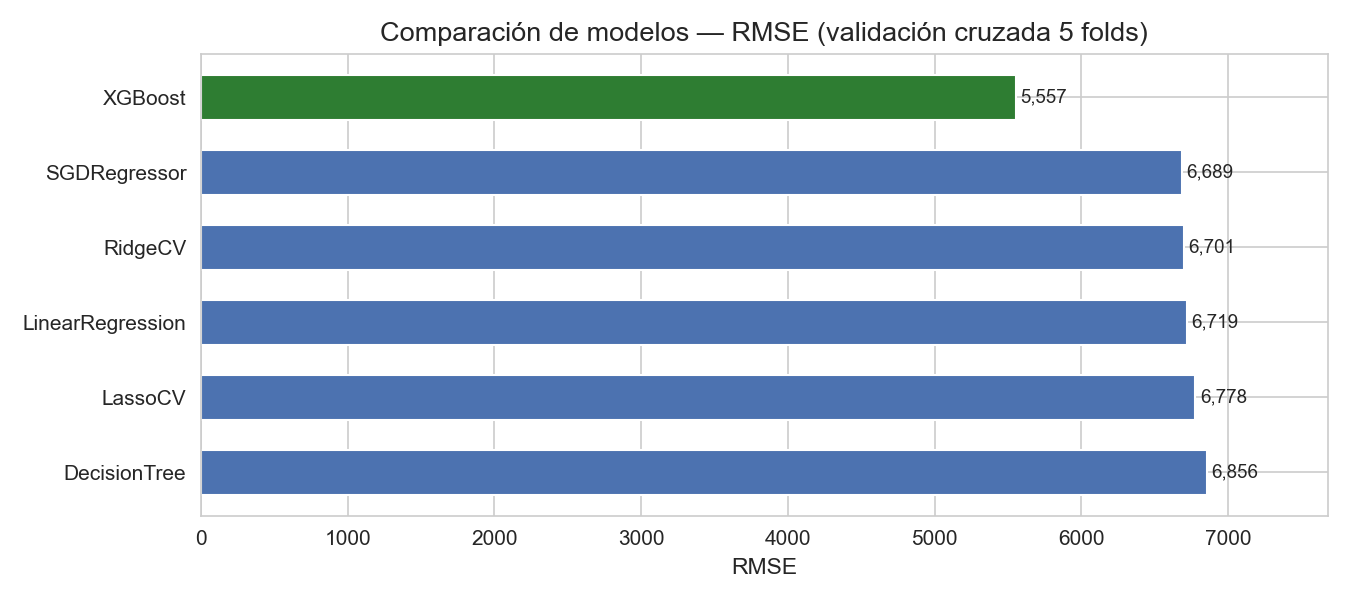 Comparación de modelos — RMSE (validación cruzada 5 folds)
XGBoost 5,557
SGDRegressor 6,689
RidgeCV 6,701
LinearRegression 6,719
LassoCV 6,778
DecisionTree 6,856
0 1000 2000 3000 4000 5000 6000 7000
RMSE